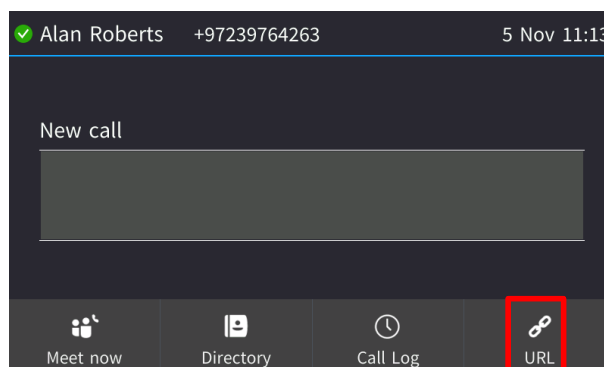 Alan Roberts +97239764263 5 Nov 11:13
New call
Meet now Directory Call Log URL